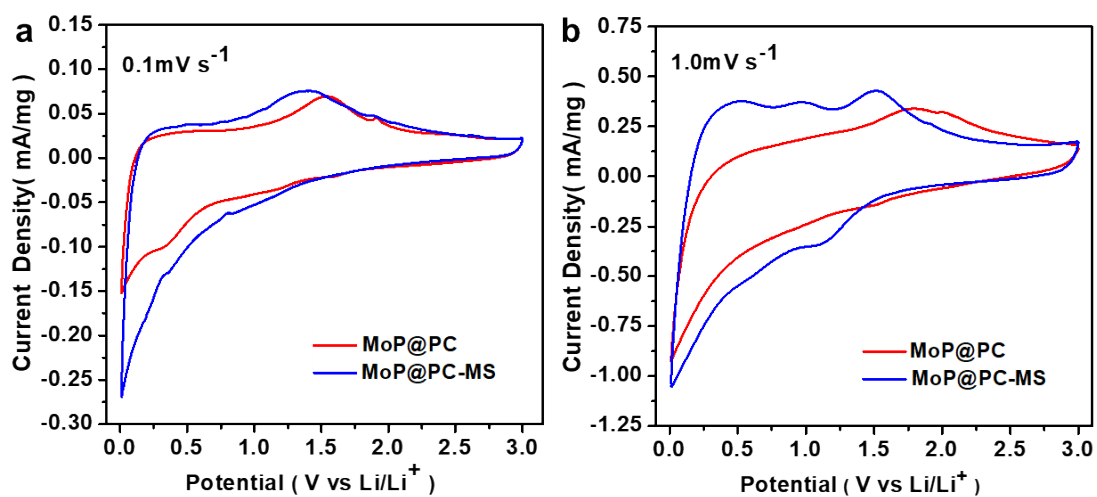 a
0.1mV s-1
MoP@PC
MoP@PC-MS
0.15
0.10
0.05
0.00
-0.05
-0.10
-0.15
-0.20
-0.25
-0.30
Current Density( mA/mg )
0.0 0.5 1.0 1.5 2.0 2.5 3.0
Potential ( V vs Li/Li+ )
b
1.0mV s-1
MoP@PC
MoP@PC-MS
0.75
0.50
0.25
0.00
-0.25
-0.50
-0.75
-1.00
-1.25
Current Density( mA/mg )
0.0 0.5 1.0 1.5 2.0 2.5 3.0
Potential ( V vs Li/Li+ )